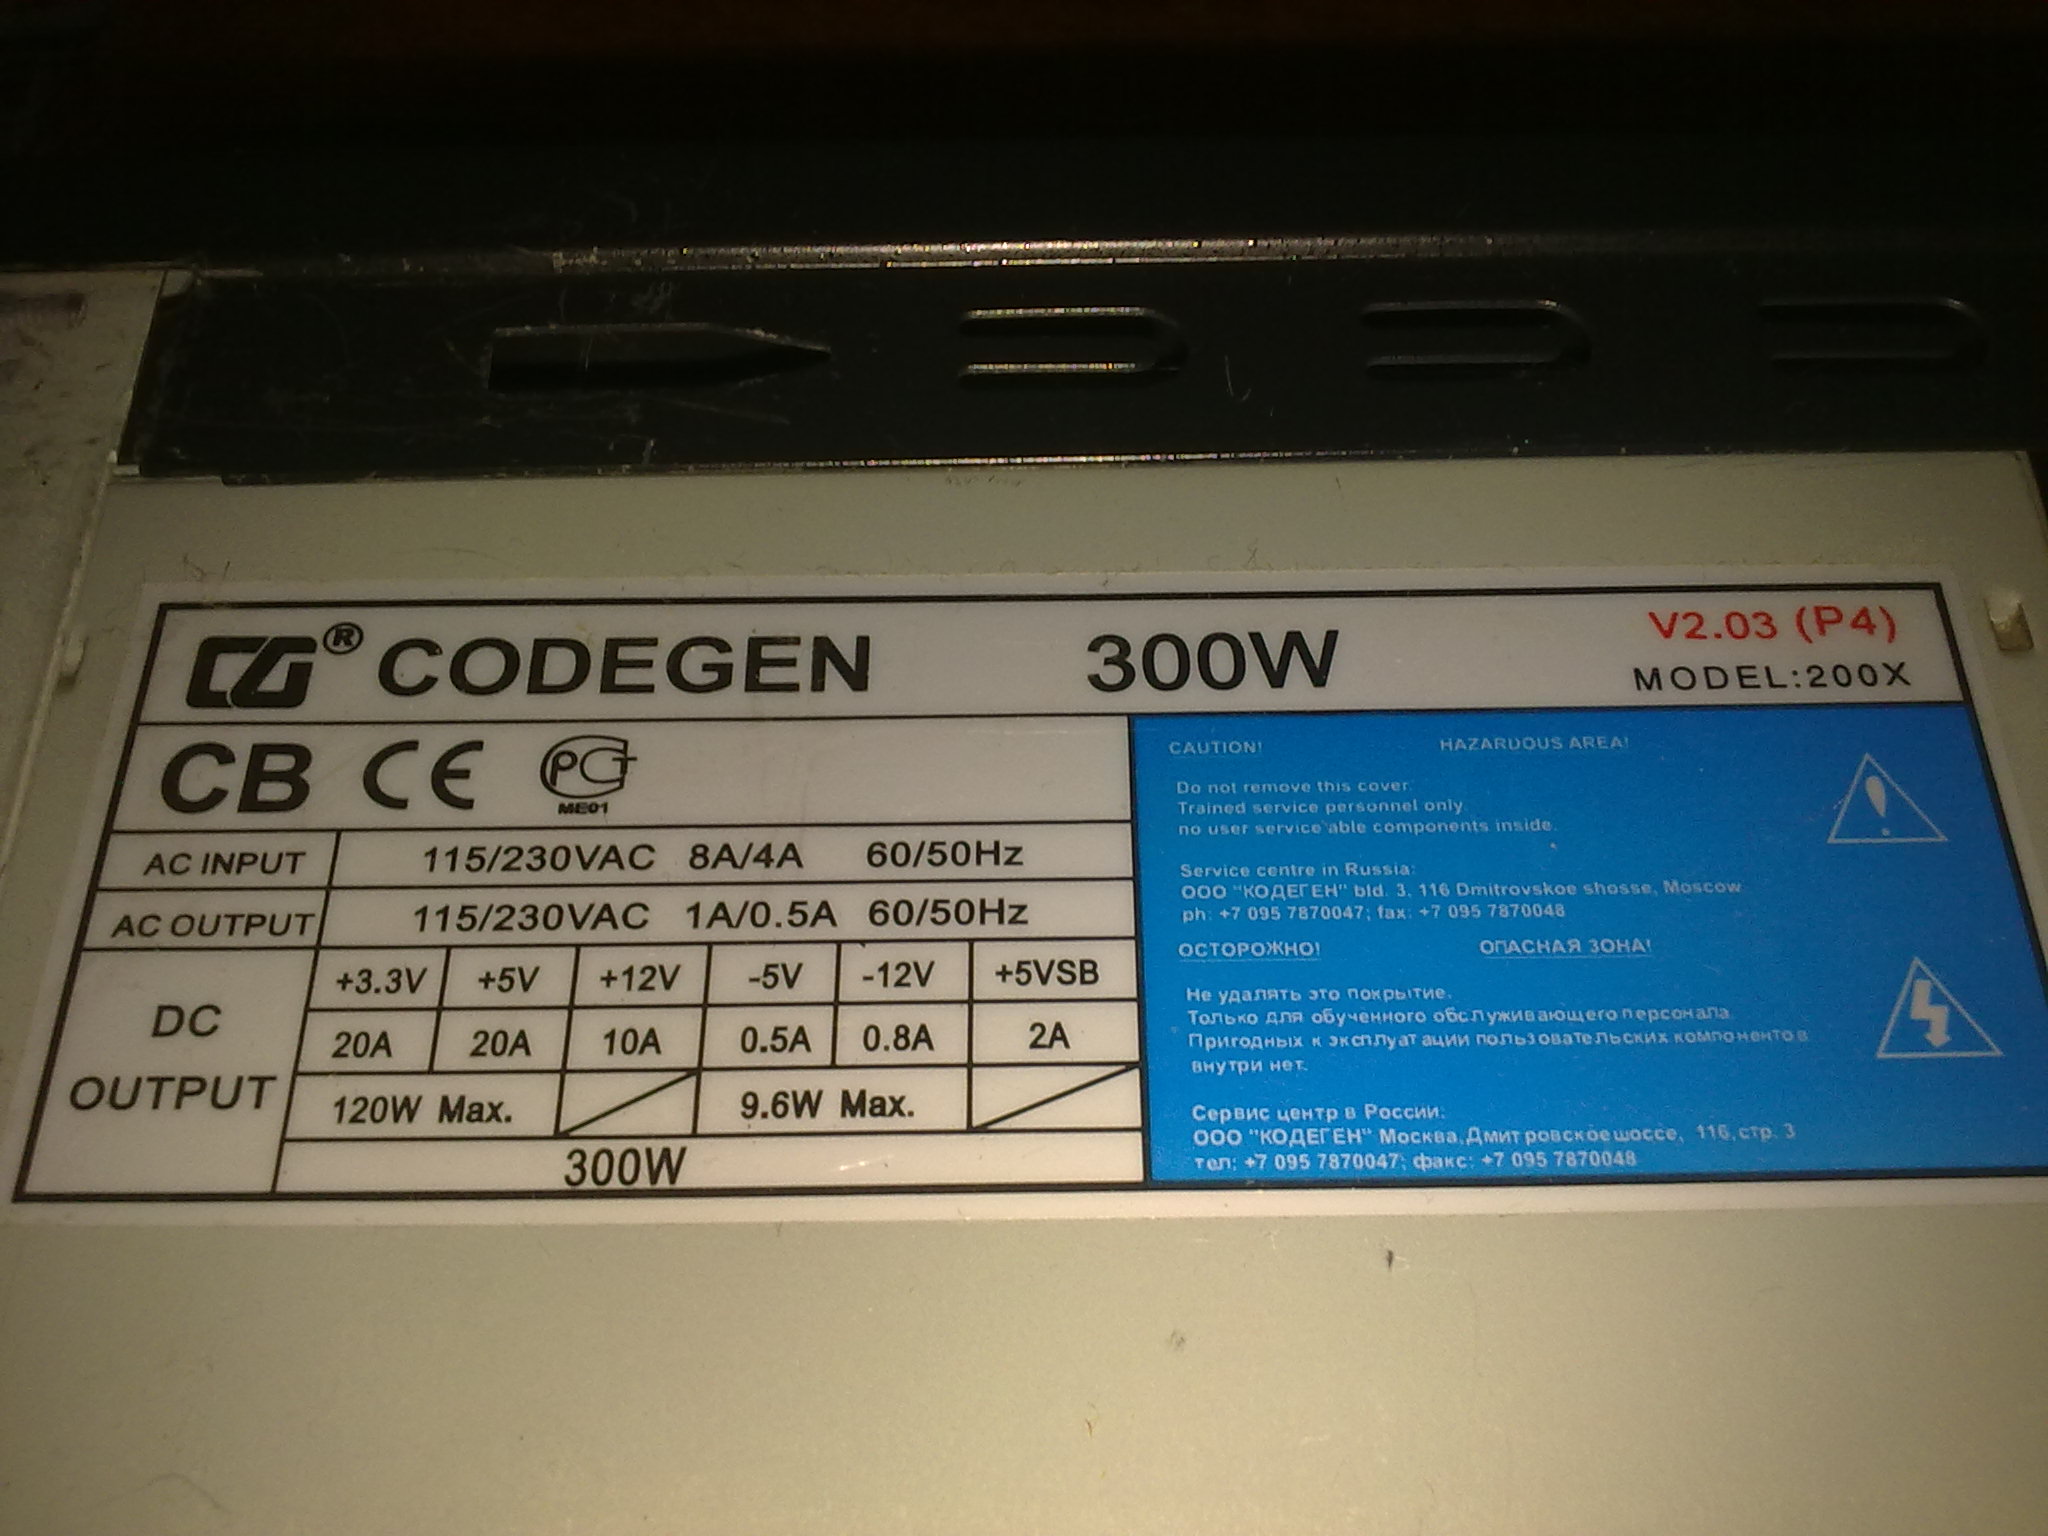 CG® CODEGEN 300W V2.03 (P4)
MODEL:200X
CB CE PCT
ME01
AC INPUT 115/230VAC 8A/4A 60/50Hz
AC OUTPUT 115/230VAC 1A/0.5A 60/50Hz
DC OUTPUT
+3.3V +5V +12V -5V -12V +5VSB
20A 20A 10A 0.5A 0.8A 2A
120W Max. 9.6W Max.
300W
CAUTION! HAZARDOUS AREA!
Do not remove this cover.
Trained service personnel only.
no user service able components inside.
Service centre in Russia:
ООО "КОДЕГЕН" bld. 3, 116 Dmitrovskoe shosse, Moscow
ph: +7 095 7870047; fax: +7 095 7870048
ОСТОРОЖНО! ОПАСНАЯ ЗОНА!
Не удалять это покрытие.
Только для обученного обслуживающего персонала.
Пригодных к эксплуатации пользовательских компонентов
внутри нет.
Сервис центр в России:
ООО "КОДЕГЕН" Москва,Дмитровское шоссе, 116, стр. 3
тел: +7 095 7870047; факс: +7 095 7870048